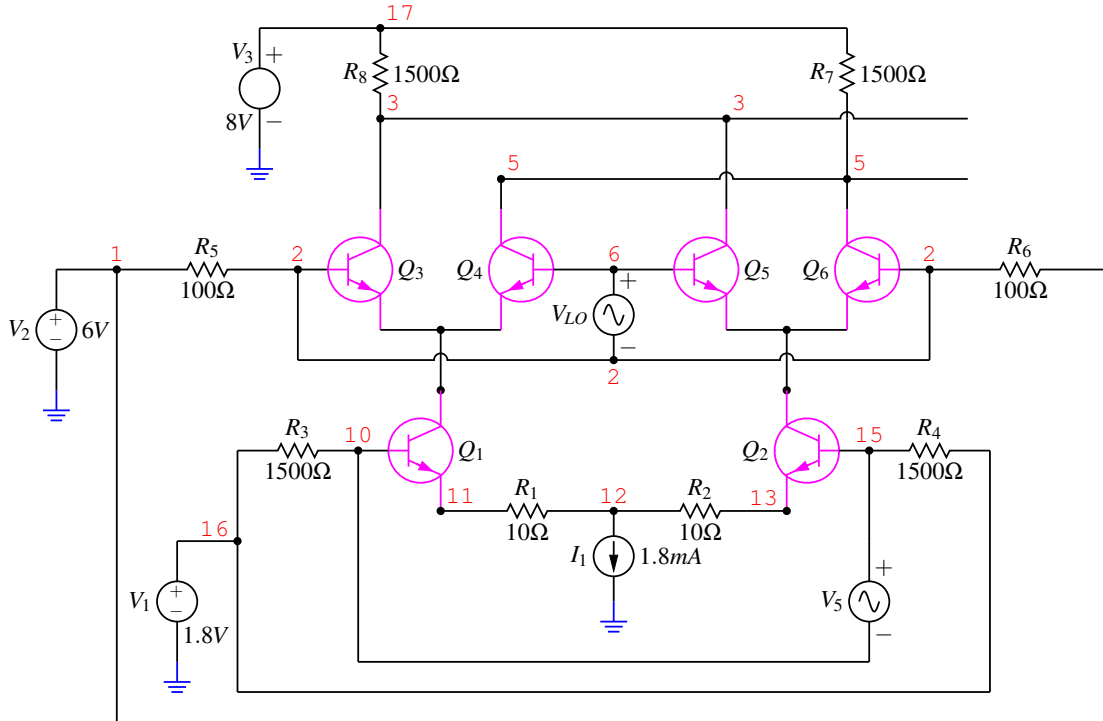 17
V3 + R8 1500Ω R7 1500Ω
8V −
3 3
5 5
1 R5 2 Q3 Q4 6 Q5 Q6 2 R6
100Ω + 100Ω
V2 + − 6V VLO
−
2
R3 10 Q1 Q2 15 R4
1500Ω 1500Ω
11 R1 12 R2 13
10Ω 10Ω
16
I1 1.8mA
V1 + − V5 + −
1.8V